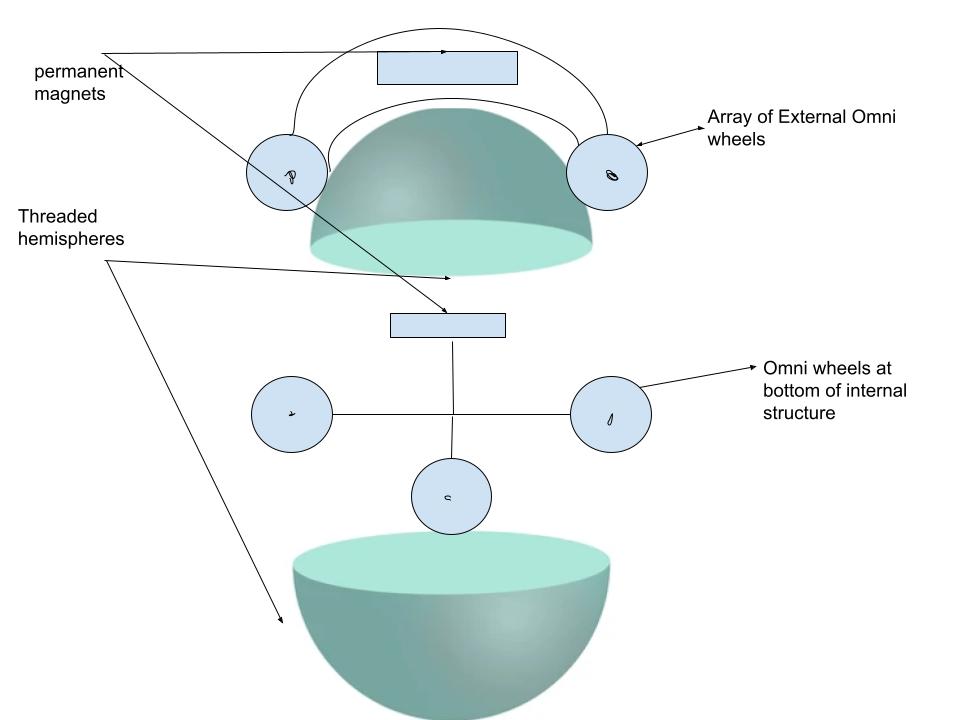 permanent
magnets
Array of External Omni
wheels
Threaded
hemispheres
Omni wheels at
bottom of internal
structure